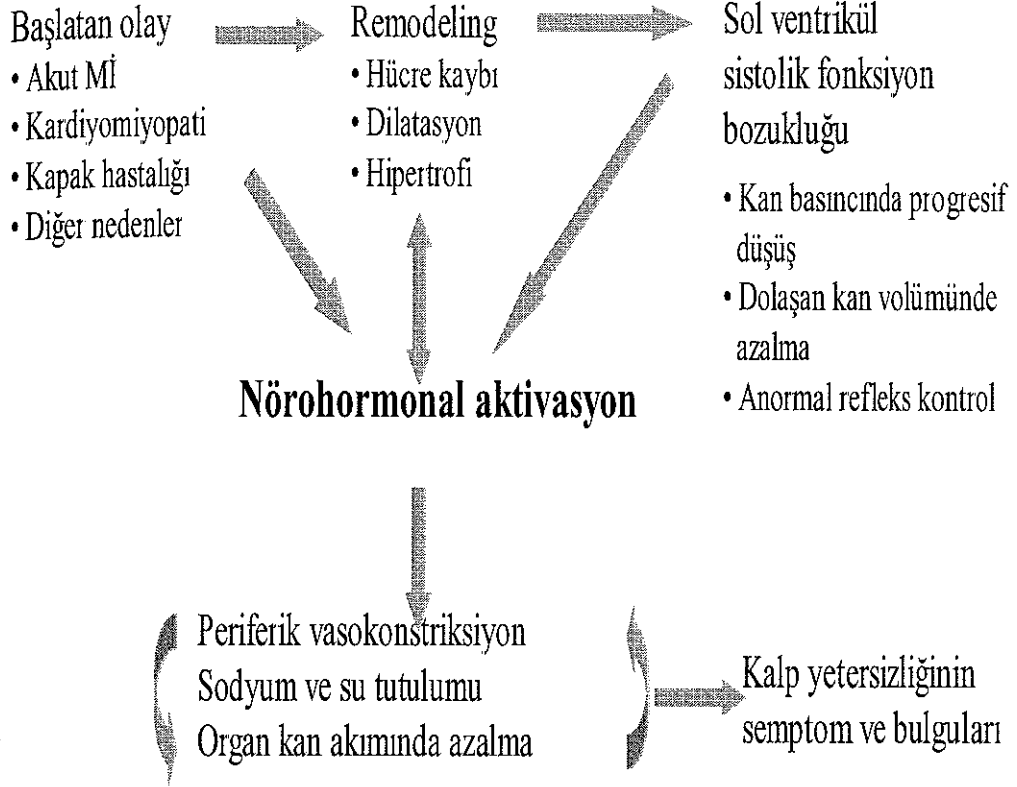 Başlatan olay
• Akut Mİ
• Kardiyomiyopati
• Kapak hastalığı
• Diğer nedenler
Remodeling
• Hücre kaybı
• Dilatasyon
• Hipertrofi
Sol ventrikül
sistolik fonksiyon
bozukluğu
• Kan basıncında progresif
düşüş
• Dolaşan kan volümünde
azalma
• Anormal refleks kontrol
Nörohormonal aktivasyon
Periferik vasokonstriksiyon
Sodyum ve su tutulumu
Organ kan akımında azalma
Kalp yetersizliğinin
semptom ve bulguları